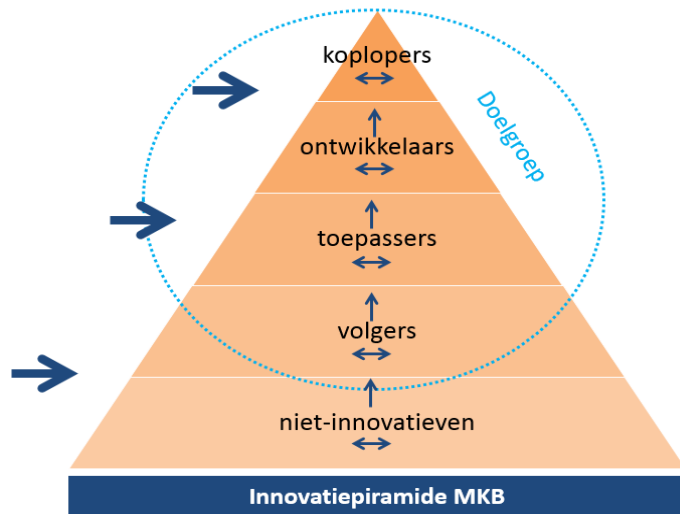 koplopers
Doelgroep
ontwikkelaars
toepassers
volgers
niet-innovatieven
Innovatiepiramide MKB